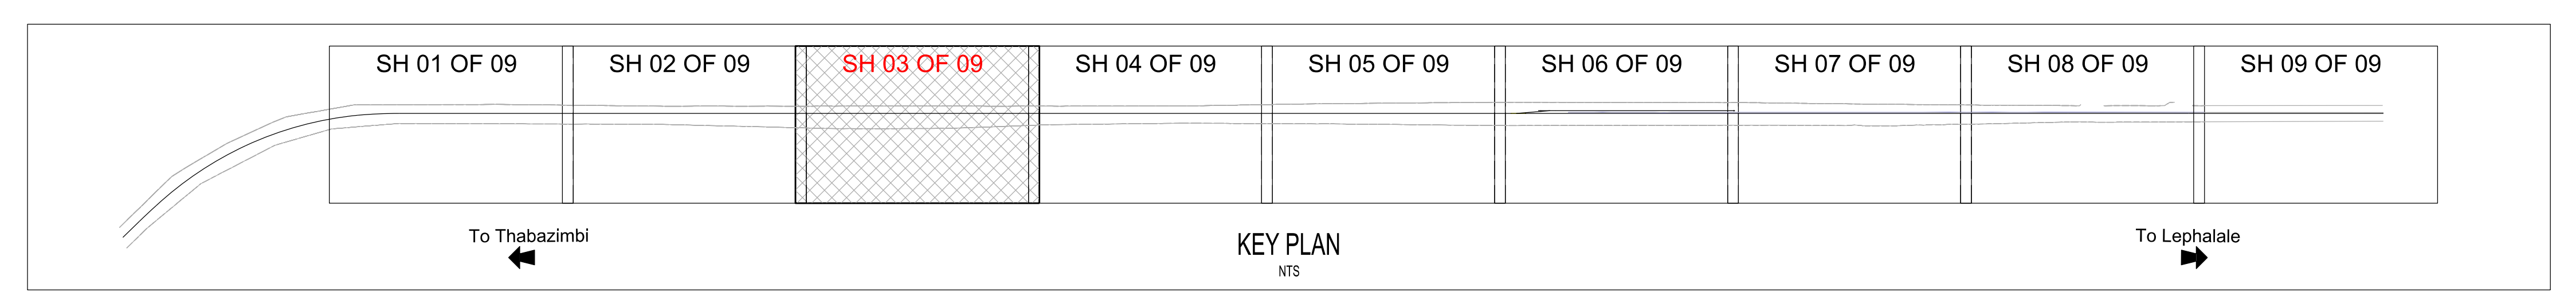 SH 01 OF 09
SH 02 OF 09
SH 03 OF 09
SH 04 OF 09
SH 05 OF 09
SH 06 OF 09
SH 07 OF 09
SH 08 OF 09
SH 09 OF 09
To Thabazimbi
KEY PLAN
NTS
To Lephalale